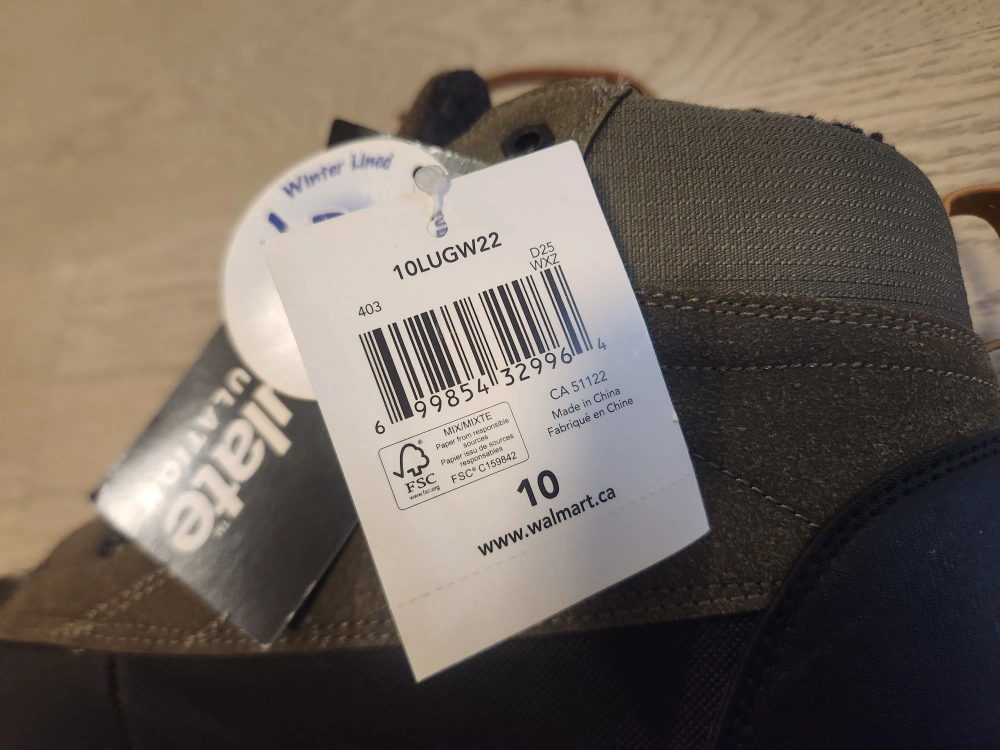 Winter Lined
10LUGW22
D25
WXZ
403
6 99854 32996 4
CA 51122
Made in China
Fabriqué en Chine
MIX/MIXTE
Paper from responsible
sources
Papier issu de sources
responsables
FSC® C159842
FSC
www.fsc.org
10
www.walmart.ca